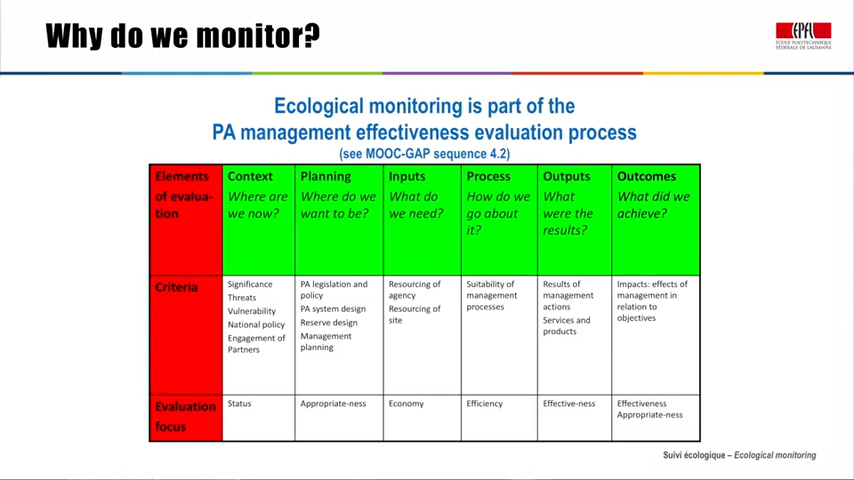 Why do we monitor?
EPFL
ÉCOLE POLYTECHNIQUE
FÉDÉRALE DE LAUSANNE
Ecological monitoring is part of the
PA management effectiveness evaluation process
(see MOOC-GAP sequence 4.2)
Elements
of evalua-
tion
Context
Where are
we now?
Planning
Where do we
want to be?
Inputs
What do
we need?
Process
How do we
go about
it?
Outputs
What
were the
results?
Outcomes
What did we
achieve?
Criteria
Significance
Threats
Vulnerability
National policy
Engagement of
Partners
PA legislation and
policy
PA system design
Reserve design
Management
planning
Resourcing of
agency
Resourcing of
site
Suitability of
management
processes
Results of
management
actions
Services and
products
Impacts: effects of
management in
relation to
objectives
Evaluation
focus
Status
Appropriate-ness
Economy
Efficiency
Effective-ness
Effectiveness
Appropriate-ness
Suivi écologique – Ecological monitoring